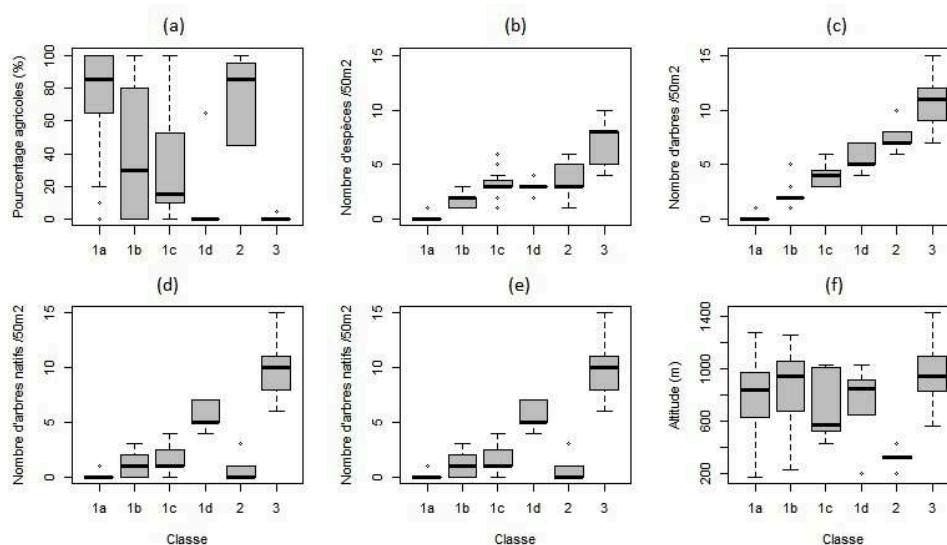 (a)
Pourcentage agricoles (%)
100
80
60
40
20
0
1a 1b 1c 1d 2 3
(b)
Nombre d'espèces /50m2
15
10
5
0
1a 1b 1c 1d 2 3
(c)
Nombre d'arbres /50m2
15
10
5
0
1a 1b 1c 1d 2 3
(d)
Nombre d'arbres natifs /50m2
15
10
5
0
1a 1b 1c 1d 2 3
Classe
(e)
Nombre d'arbres natifs /50m2
15
10
5
0
1a 1b 1c 1d 2 3
Classe
(f)
Altitude (m)
1400
1000
600
200
1a 1b 1c 1d 2 3
Classe